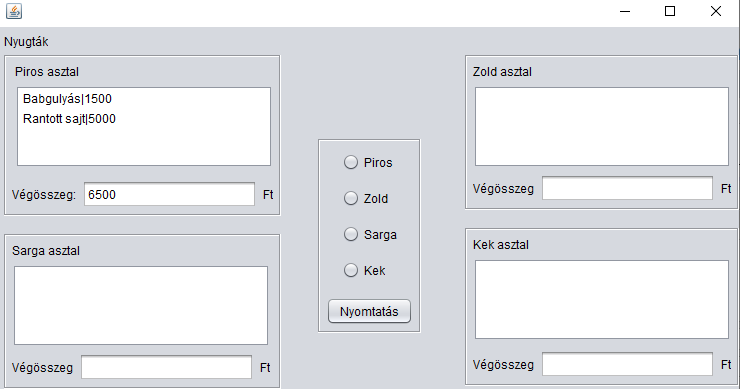 Nyugták
Piros asztal
Babgulyás|1500
Rantott sajt|5000
Végösszeg: 6500 Ft
Sarga asztal
Végösszeg Ft
Piros
Zold
Sarga
Kek
Nyomtatás
Zold asztal
Végösszeg Ft
Kek asztal
Végösszeg Ft